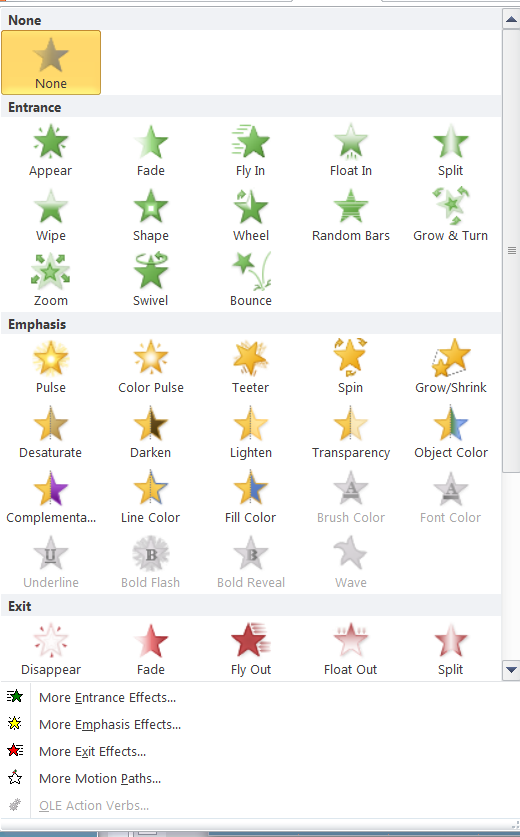 None
None
Entrance
Appear Fade Fly In Float In Split
Wipe Shape Wheel Random Bars Grow & Turn
Zoom Swivel Bounce
Emphasis
Pulse Color Pulse Teeter Spin Grow/Shrink
Desaturate Darken Lighten Transparency Object Color
Complementa... Line Color Fill Color Brush Color Font Color
Underline Bold Flash Bold Reveal Wave
Exit
Disappear Fade Fly Out Float Out Split
More Entrance Effects...
More Emphasis Effects...
More Exit Effects...
More Motion Paths...
OLE Action Verbs...